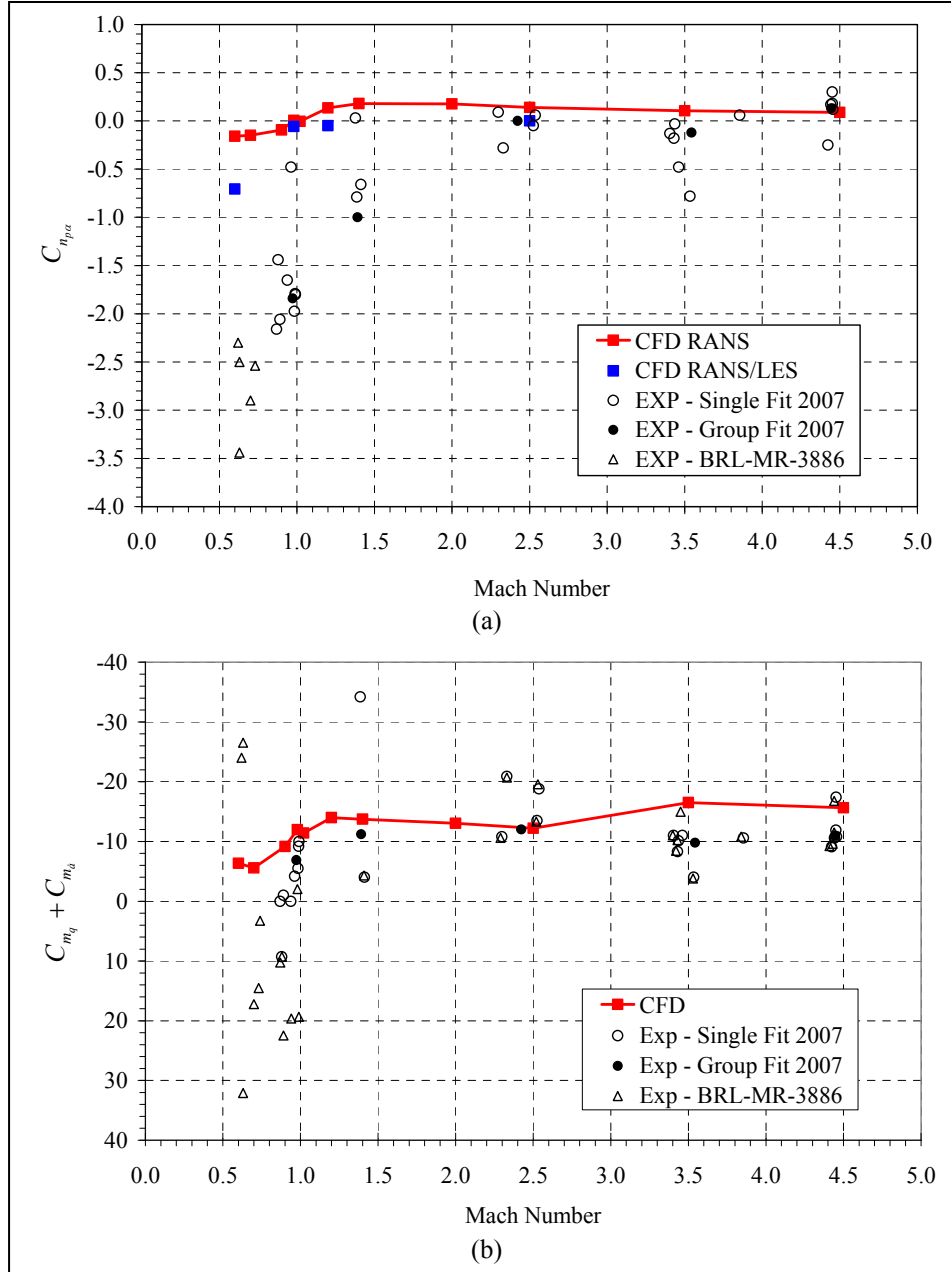 1.0
0.5
0.0
-0.5
-1.0
-1.5
-2.0
-2.5
-3.0
-3.5
-4.0
C_{n_{pα}}
CFD RANS
CFD RANS/LES
EXP - Single Fit 2007
EXP - Group Fit 2007
EXP - BRL-MR-3886
0.0 0.5 1.0 1.5 2.0 2.5 3.0 3.5 4.0 4.5 5.0
Mach Number
(a)
-40
-30
-20
-10
0
10
20
30
40
C_{m_q} + C_{m_{α̇}}
CFD
Exp - Single Fit 2007
Exp - Group Fit 2007
Exp - BRL-MR-3886
0.0 0.5 1.0 1.5 2.0 2.5 3.0 3.5 4.0 4.5 5.0
Mach Number
(b)